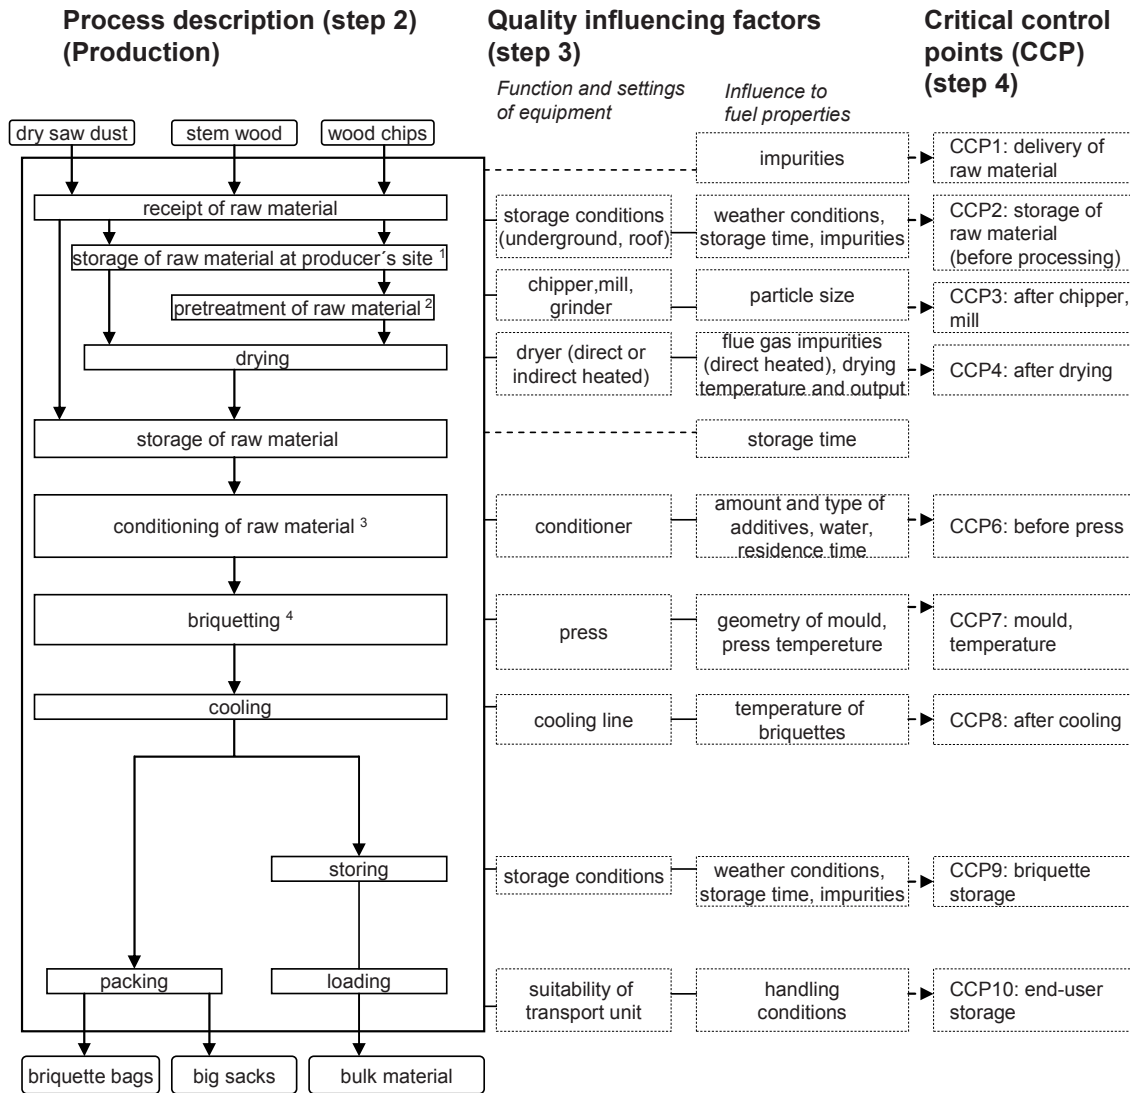 Process description (step 2)
(Production)
Quality influencing factors
(step 3)
Critical control
points (CCP)
(step 4)
Function and settings
of equipment
Influence to
fuel properties
dry saw dust
stem wood
wood chips
impurities
CCP1: delivery of
raw material
receipt of raw material
storage conditions
(underground, roof)
weather conditions,
storage time, impurities
CCP2: storage of
raw material
(before processing)
storage of raw material at producer´s site 1
pretreatment of raw material 2
chipper,mill,
grinder
particle size
CCP3: after chipper,
mill
drying
dryer (direct or
indirect heated)
flue gas impurities
(direct heated), drying
temperature and output
CCP4: after drying
storage of raw material
storage time
conditioning of raw material 3
conditioner
amount and type of
additives, water,
residence time
CCP6: before press
briquetting 4
press
geometry of mould,
press tempereture
CCP7: mould,
temperature
cooling
cooling line
temperature of
briquettes
CCP8: after cooling
storing
storage conditions
weather conditions,
storage time, impurities
CCP9: briquette
storage
packing
loading
suitability of
transport unit
handling
conditions
CCP10: end-user
storage
briquette bags
big sacks
bulk material